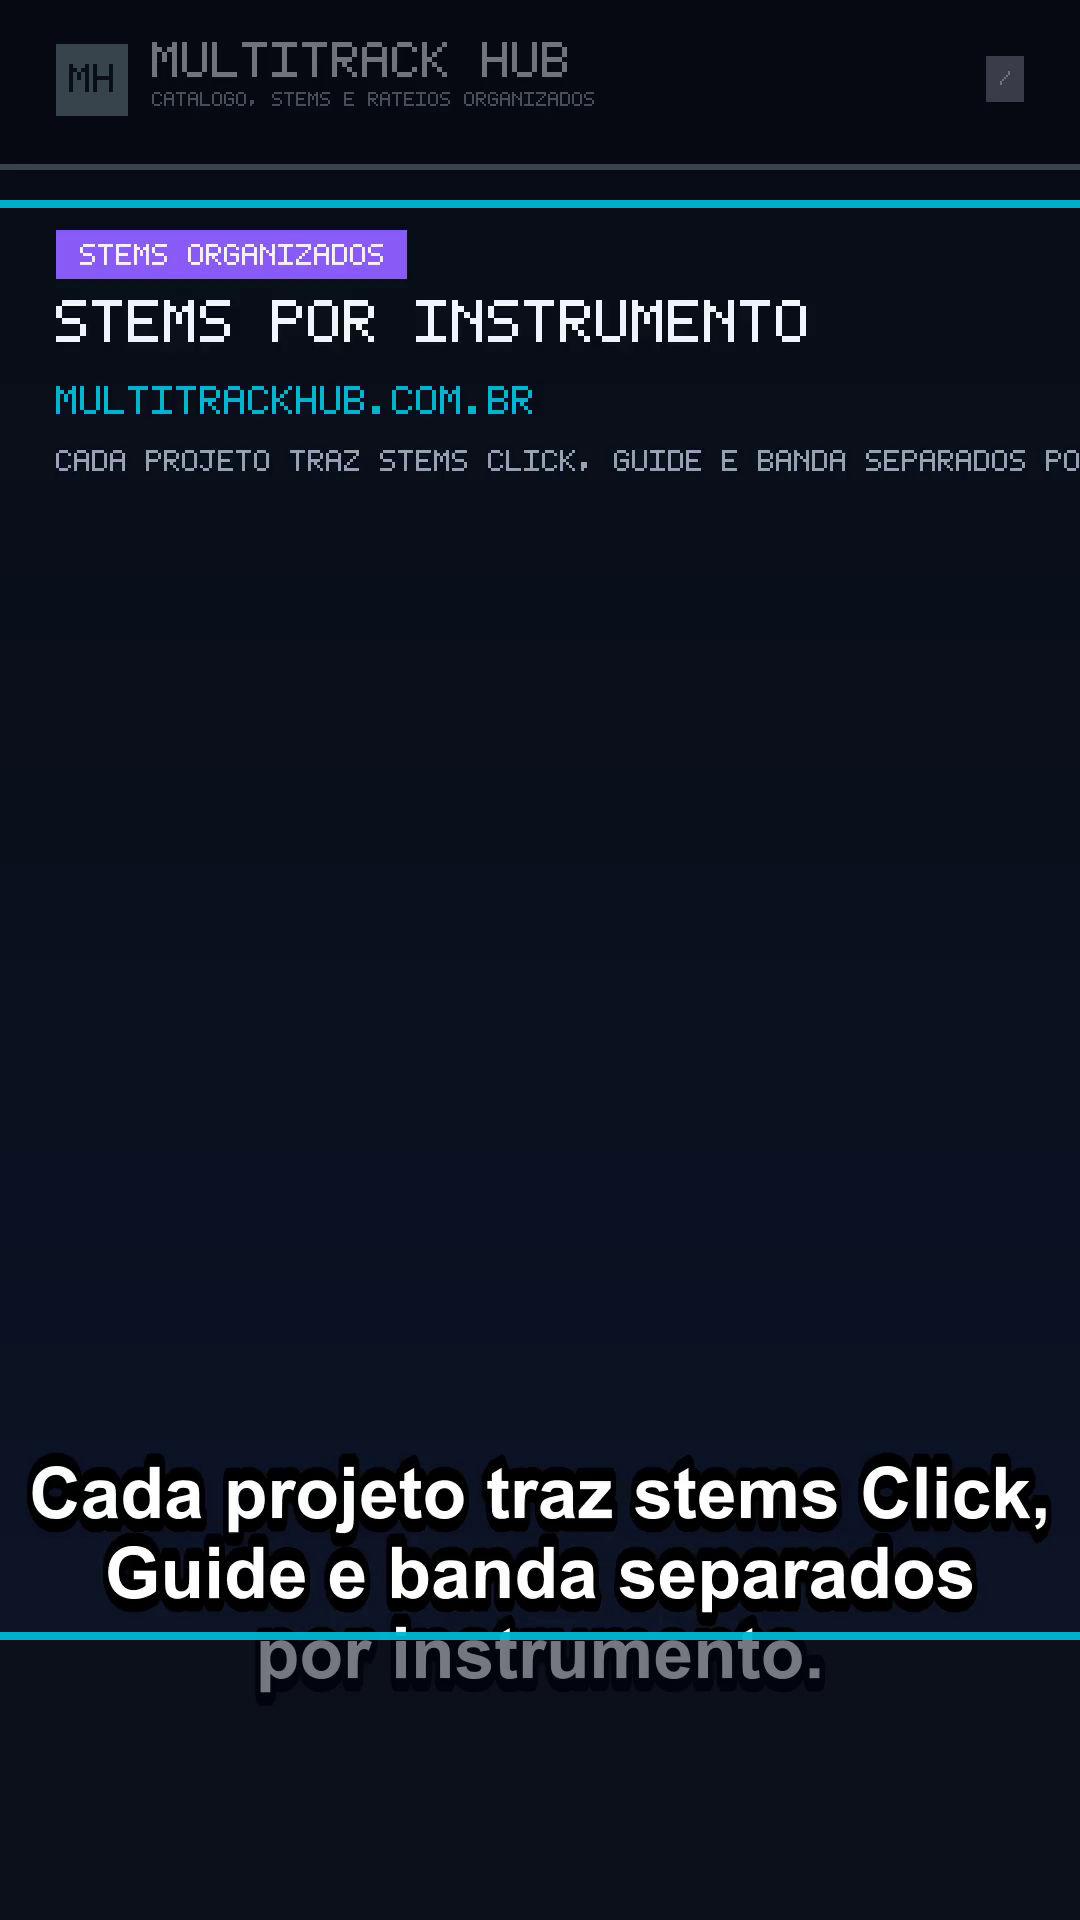 MH
MULTITRACK HUB
CATALOGO, STEMS E RATEIOS ORGANIZADOS
/
STEMS ORGANIZADOS
STEMS POR INSTRUMENTO
MULTITRACKHUB.COM.BR
CADA PROJETO TRAZ STEMS CLICK, GUIDE E BANDA SEPARADOS PO
Cada projeto traz stems Click,
Guide e banda separados
por instrumento.